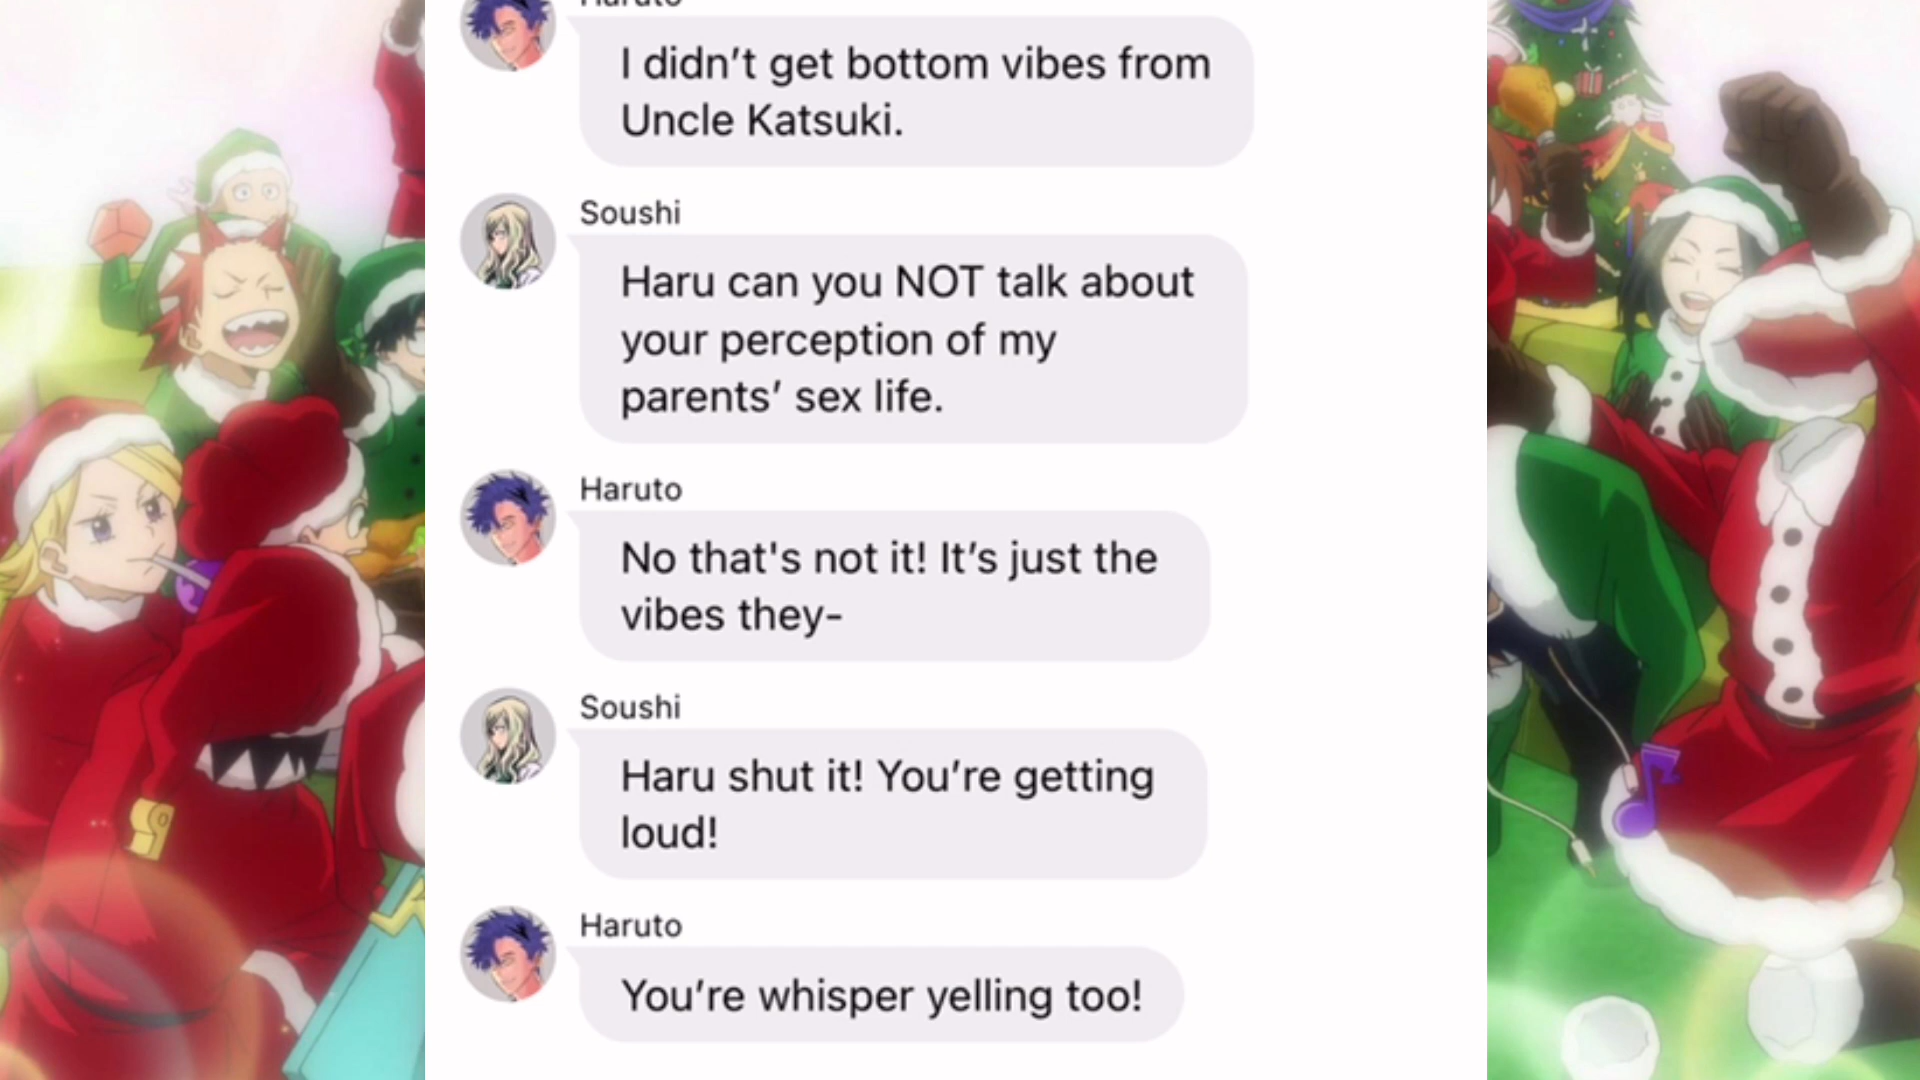 Haruto
I didn’t get bottom vibes from
Uncle Katsuki.
Soushi
Haru can you NOT talk about
your perception of my
parents’ sex life.
Haruto
No that's not it! It’s just the
vibes they-
Soushi
Haru shut it! You’re getting
loud!
Haruto
You’re whisper yelling too!